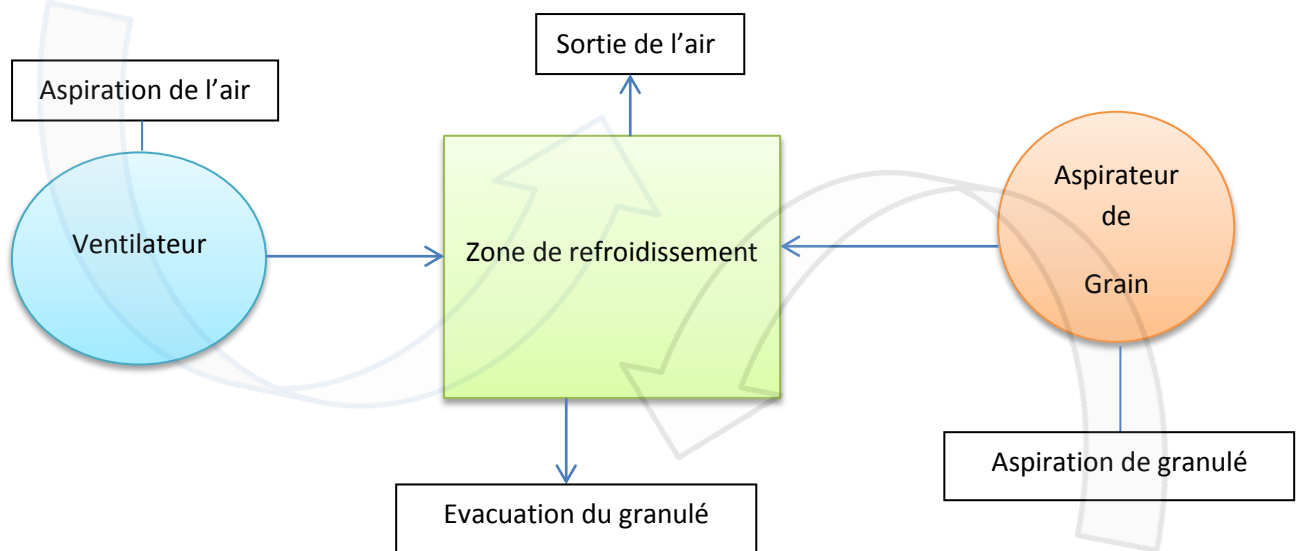 Sortie de l’air
Aspiration de l’air
Aspirateur
de
Grain
Ventilateur
Zone de refroidissement
Aspiration de granulé
Evacuation du granulé